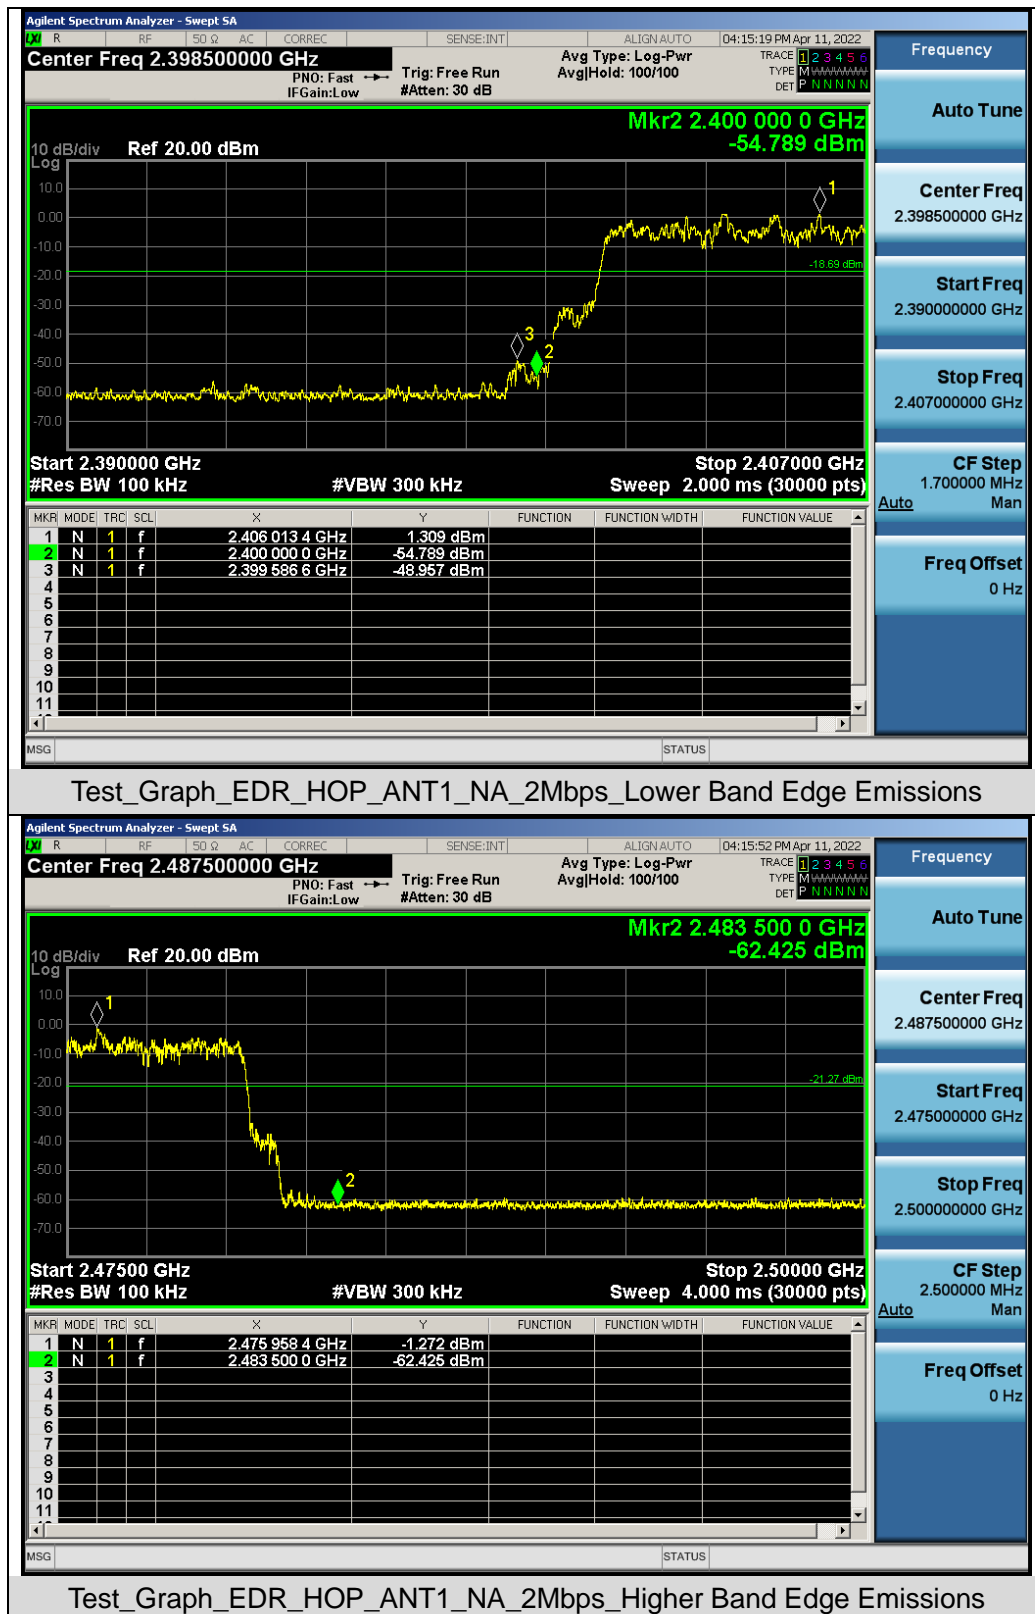 Agilent Spectrum Analyzer - Swept SA
LXI R RF 50 Ω AC CORREC SENSE:INT ALIGN AUTO 04:15:19 PM Apr 11, 2022
Center Freq 2.398500000 GHz Avg Type: Log-Pwr TRACE 1 2 3 4 5 6
PNO: Fast Trig: Free Run Avg|Hold: 100/100 TYPE M WWWWW
IFGain:Low #Atten: 30 dB DET P N N N N N
Frequency
Mkr2 2.400 000 0 GHz
10 dB/div Ref 20.00 dBm -54.789 dBm
Log
10.0
0.00
-10.0
-20.0
-30.0
-40.0
-50.0
-60.0
-70.0
1
-18.69 dBm
3
2
Start 2.390000 GHz Stop 2.407000 GHz
#Res BW 100 kHz #VBW 300 kHz Sweep 2.000 ms (30000 pts)
MKR MODE TRC SCL X Y FUNCTION FUNCTION WIDTH FUNCTION VALUE
1 N 1 f 2.406 013 4 GHz 1.309 dBm
2 N 1 f 2.400 000 0 GHz -54.789 dBm
3 N 1 f 2.399 586 6 GHz -48.957 dBm
4
5
6
7
8
9
10
11
MSG STATUS
Auto Tune
Center Freq
2.398500000 GHz
Start Freq
2.390000000 GHz
Stop Freq
2.407000000 GHz
CF Step
1.700000 MHz
Auto Man
Freq Offset
0 Hz
Test_Graph_EDR_HOP_ANT1_NA_2Mbps_Lower Band Edge Emissions
Agilent Spectrum Analyzer - Swept SA
LXI R RF 50 Ω AC CORREC SENSE:INT ALIGN AUTO 04:15:52 PM Apr 11, 2022
Center Freq 2.487500000 GHz Avg Type: Log-Pwr TRACE 1 2 3 4 5 6
PNO: Fast Trig: Free Run Avg|Hold: 100/100 TYPE M WWWWW
IFGain:Low #Atten: 30 dB DET P N N N N N
Frequency
Mkr2 2.483 500 0 GHz
10 dB/div Ref 20.00 dBm -62.425 dBm
Log
10.0
0.00
-10.0
-20.0
-30.0
-40.0
-50.0
-60.0
-70.0
1
-21.27 dBm
2
Start 2.47500 GHz Stop 2.50000 GHz
#Res BW 100 kHz #VBW 300 kHz Sweep 4.000 ms (30000 pts)
MKR MODE TRC SCL X Y FUNCTION FUNCTION WIDTH FUNCTION VALUE
1 N 1 f 2.475 958 4 GHz -1.272 dBm
2 N 1 f 2.483 500 0 GHz -62.425 dBm
3
4
5
6
7
8
9
10
11
MSG STATUS
Auto Tune
Center Freq
2.487500000 GHz
Start Freq
2.475000000 GHz
Stop Freq
2.500000000 GHz
CF Step
2.500000 MHz
Auto Man
Freq Offset
0 Hz
Test_Graph_EDR_HOP_ANT1_NA_2Mbps_Higher Band Edge Emissions